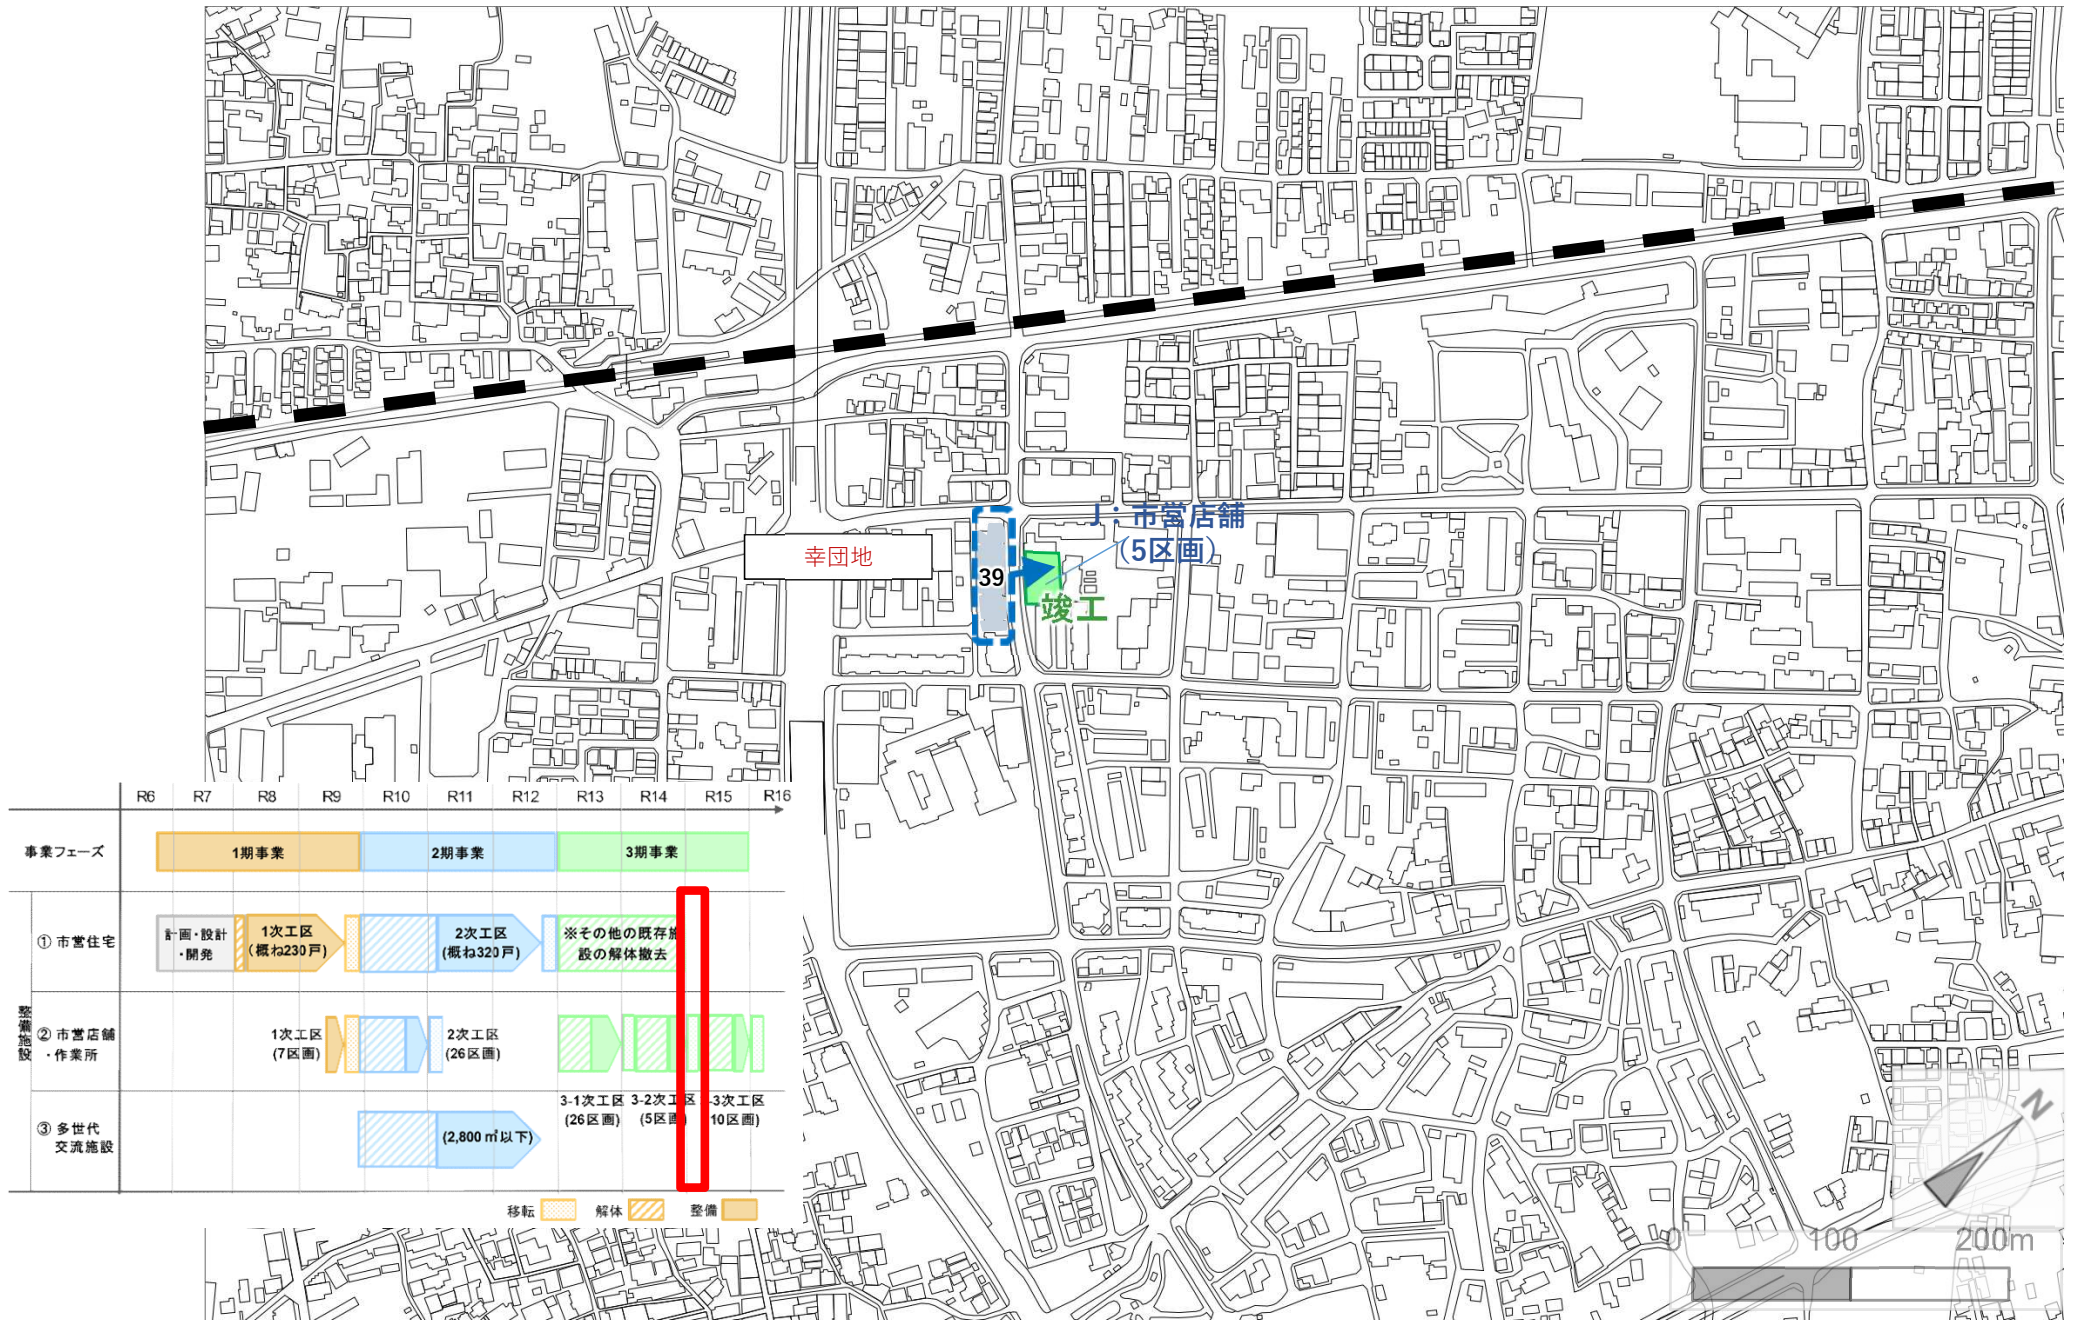 J：市営店舗
（5区画）
幸団地
39
竣工
R6 R7 R8 R9 R10 R11 R12 R13 R14 R15 R16
事業フェーズ
1期事業
2期事業
3期事業
整備施設
① 市営住宅
計画・設計
・開発
1次工区
（概ね230戸）
2次工区
（概ね320戸）
※その他の既存施
設の解体撤去
② 市営店舗
・作業所
1次工区
（7区画）
2次工区
（26区画）
3-1次工区
（26区画）
3-2次工区
（5区画）
-3次工区
10区画）
③ 多世代
交流施設
（2,800㎡以下）
移転 解体 整備
N
0 100 200m